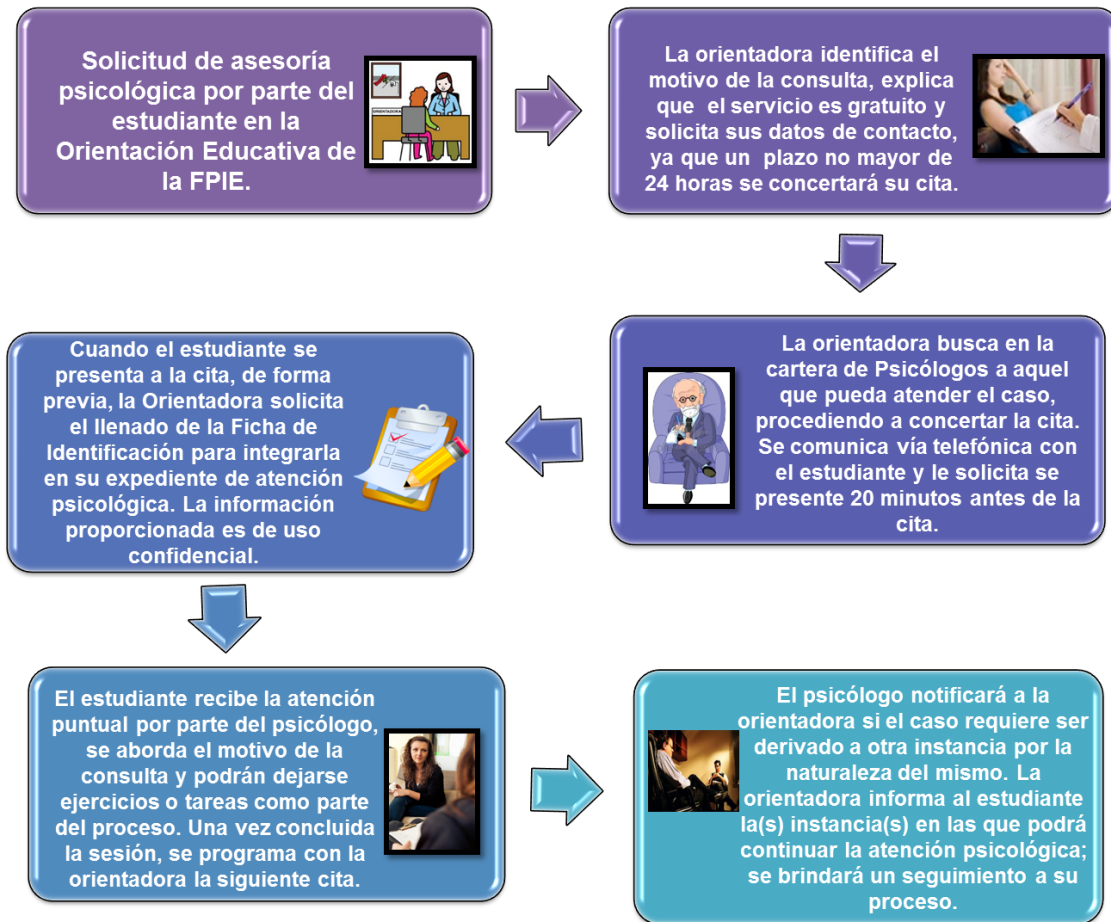 Solicitud de asesoría
psicológica por parte del
estudiante en la
Orientación Educativa de
la FPIE.
ORIENTADORA
La orientadora identifica el
motivo de la consulta, explica
que el servicio es gratuito y
solicita sus datos de contacto,
ya que un plazo no mayor de
24 horas se concertará su cita.
La orientadora busca en la
cartera de Psicólogos a aquel
que pueda atender el caso,
procediendo a concertar la cita.
Se comunica vía telefónica con
el estudiante y le solicita se
presente 20 minutos antes de la
cita.
Cuando el estudiante se
presenta a la cita, de forma
previa, la Orientadora solicita
el llenado de la Ficha de
Identificación para integrarla
en su expediente de atención
psicológica. La información
proporcionada es de uso
confidencial.
El estudiante recibe la atención
puntual por parte del psicólogo,
se aborda el motivo de la
consulta y podrán dejarse
ejercicios o tareas como parte
del proceso. Una vez concluida
la sesión, se programa con la
orientadora la siguiente cita.
El psicólogo notificará a la
orientadora si el caso requiere ser
derivado a otra instancia por la
naturaleza del mismo. La
orientadora informa al estudiante
la(s) instancia(s) en las que podrá
continuar la atención psicológica;
se brindará un seguimiento a su
proceso.